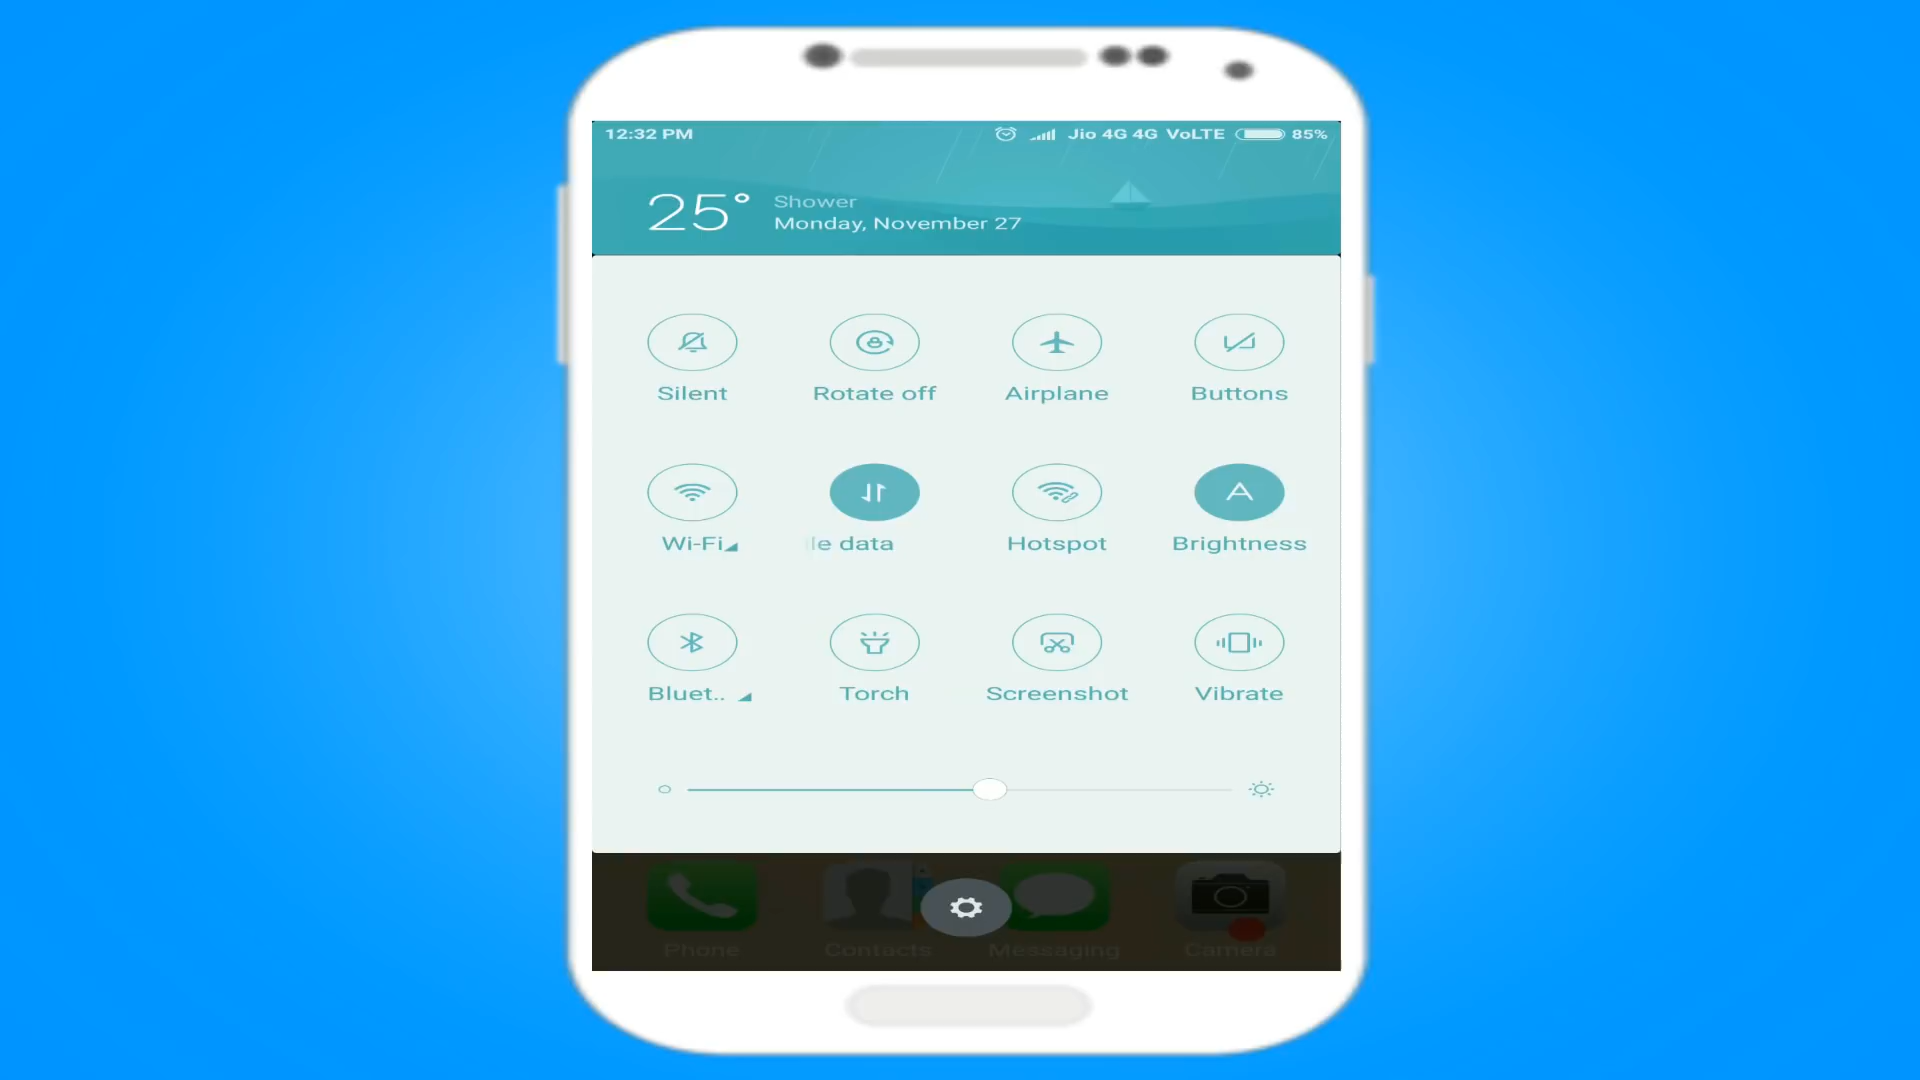 12:32 PM
Jio 4G 4G VoLTE 85%
25° Shower
Monday, November 27
Silent Rotate off Airplane Buttons
Wi-Fi le data Hotspot Brightness
Bluet.. Torch Screenshot Vibrate
Phone Contacts Messaging Camera